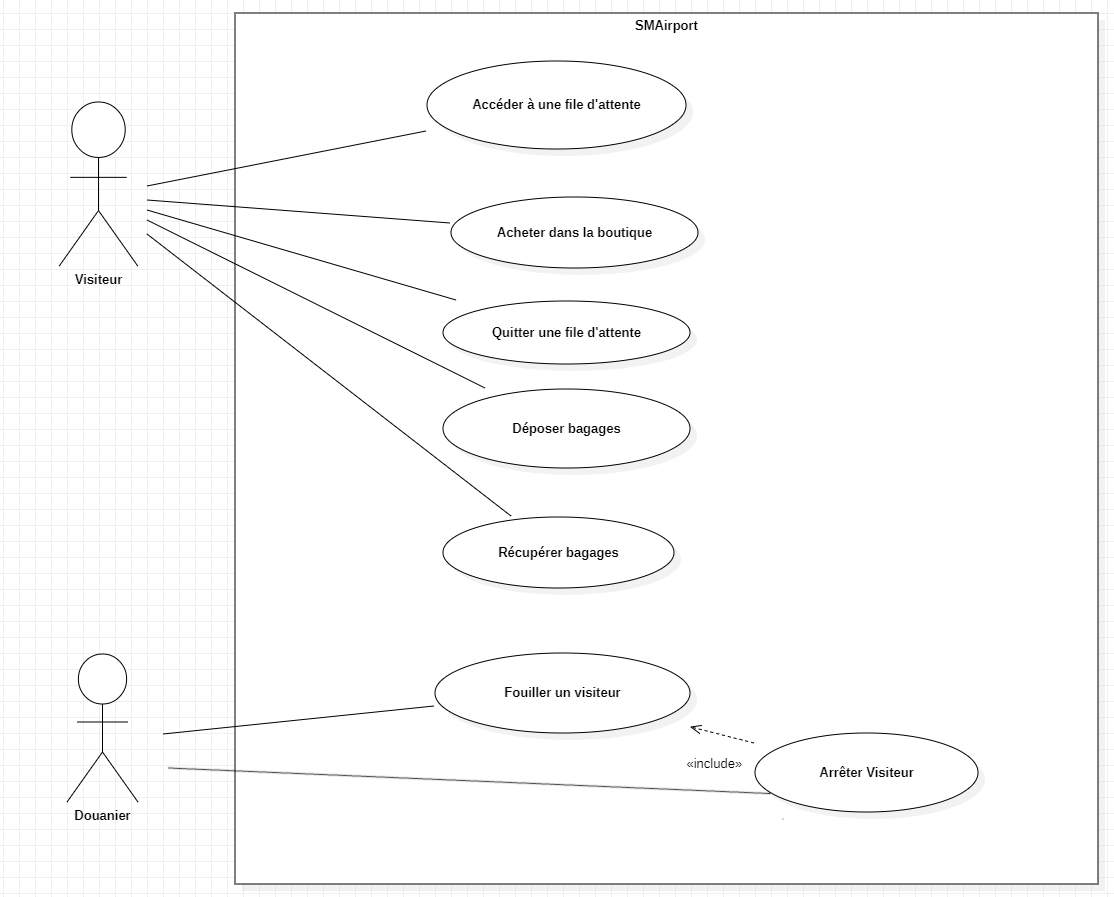 SMAirport
Accéder à une file d'attente
Acheter dans la boutique
Visiteur
Quitter une file d'attente
Déposer bagages
Récupérer bagages
Fouiller un visiteur
«include»
Arrêter Visiteur
Douanier